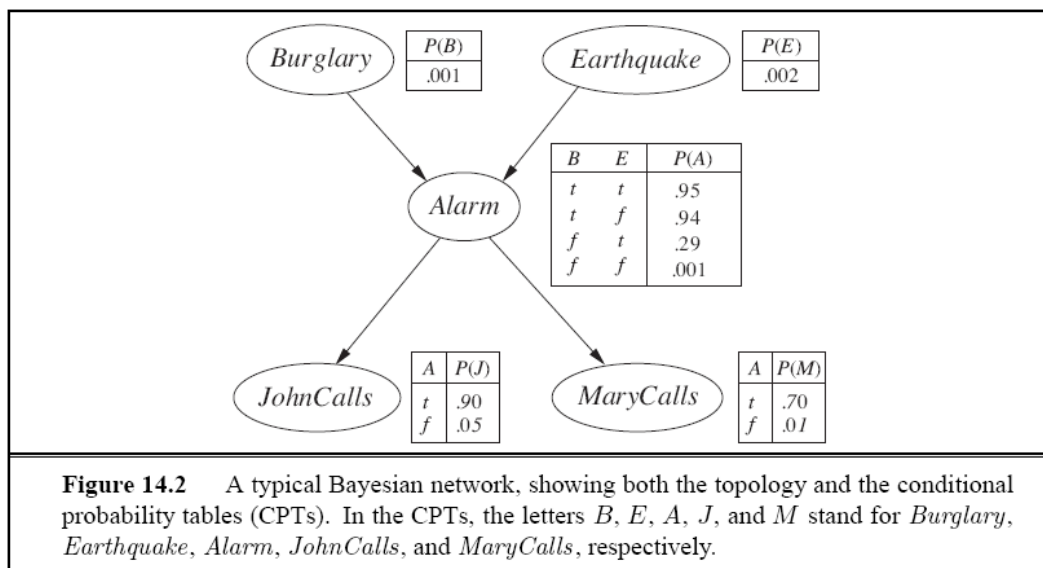 Burglary
P(B)
.001
Earthquake
P(E)
.002
Alarm
B E P(A)
t t .95
t f .94
f t .29
f f .001
JohnCalls
A P(J)
t .90
f .05
MaryCalls
A P(M)
t .70
f .01
Figure 14.2 A typical Bayesian network, showing both the topology and the conditional
probability tables (CPTs). In the CPTs, the letters B, E, A, J, and M stand for Burglary,
Earthquake, Alarm, JohnCalls, and MaryCalls, respectively.